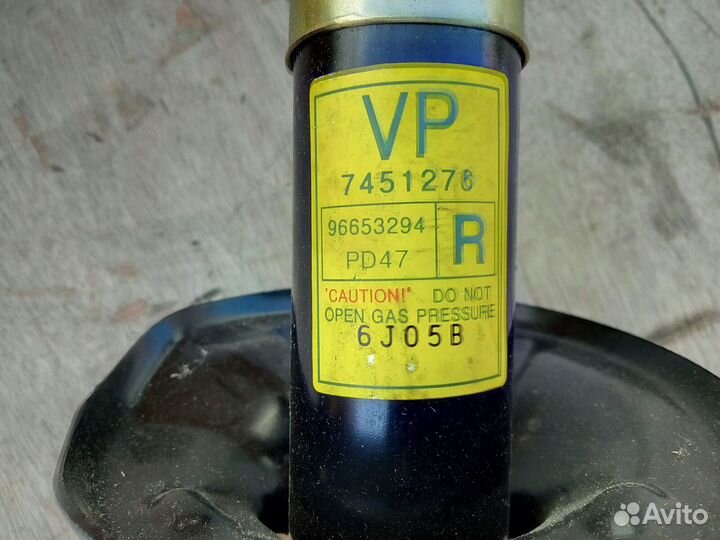 VP
7451276
96653294
R
PD47
'CAUTION!' DO NOT
OPEN GAS PRESSURE
6J05B
Avito